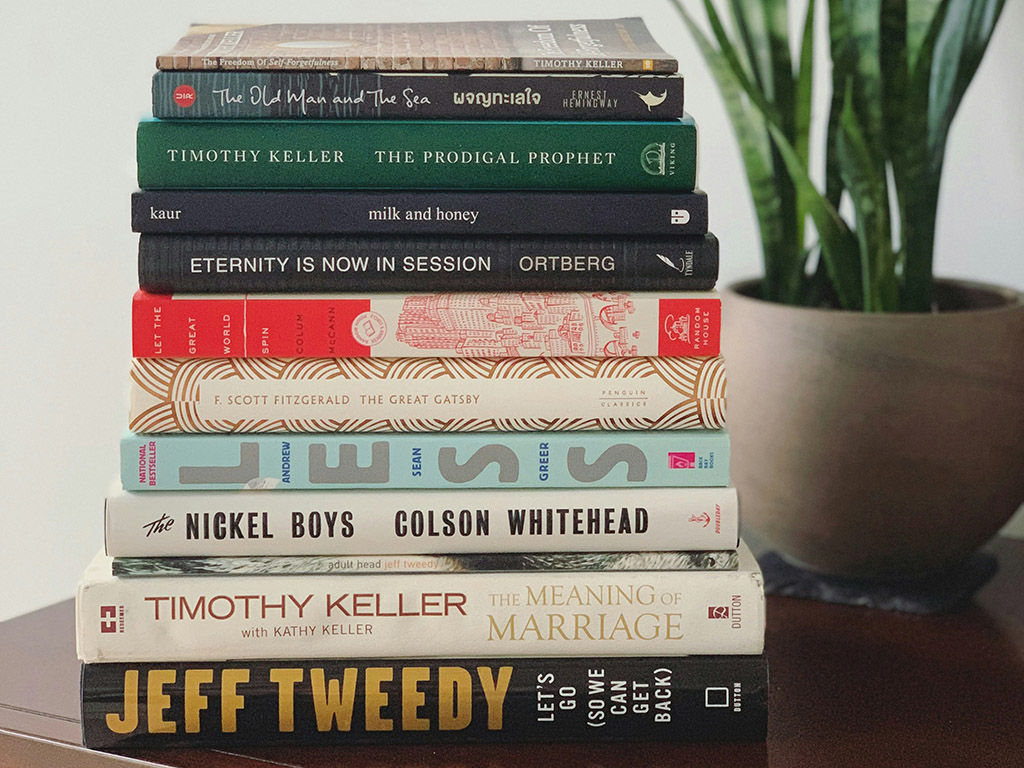 The Freedom Of Self-Forgetfulness TIMOTHY KELLER
The Old Man and The Sea ผจญทะเลใจ ERNEST HEMINGWAY
TIMOTHY KELLER THE PRODIGAL PROPHET VIKING
kaur milk and honey
ETERNITY IS NOW IN SESSION ORTBERG TYNDALE
LET THE GREAT WORLD SPIN COLUM McCANN RANDOM HOUSE
F. SCOTT FITZGERALD THE GREAT GATSBY PENGUIN CLASSICS
NATIONAL BESTSELLER LESS ANDREW SEAN GREER
The NICKEL BOYS COLSON WHITEHEAD DOUBLEDAY
adult head jeff tweedy
REDEEMER TIMOTHY KELLER with KATHY KELLER THE MEANING OF MARRIAGE DUTTON
JEFF TWEEDY LET'S GO (SO WE CAN GET BACK) DUTTON